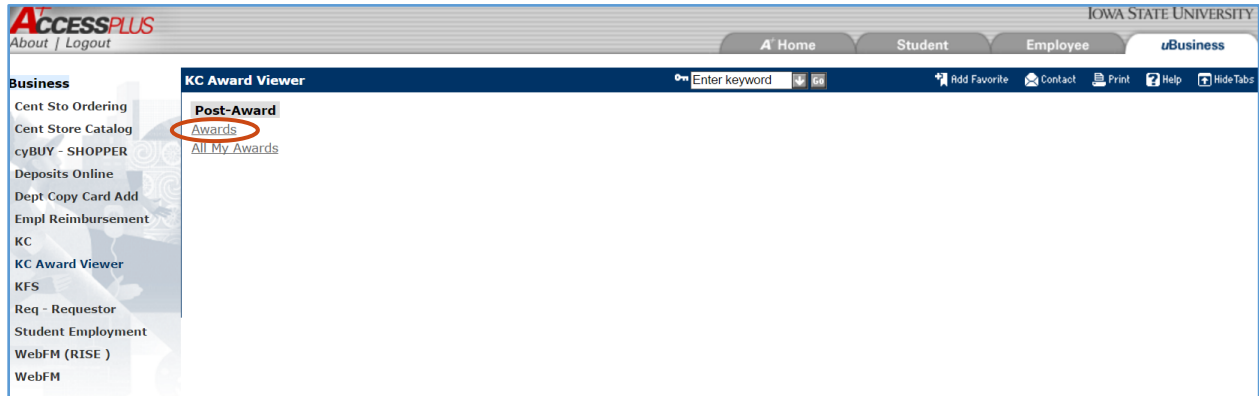 IOWA STATE UNIVERSITY
A+CCESSPLUS
About | Logout
A+ Home Student Employee uBusiness
Business
KC Award Viewer Enter keyword Go Add Favorite Contact Print Help HideTabs
Cent Sto Ordering
Cent Store Catalog
cyBUY - SHOPPER
Deposits Online
Dept Copy Card Add
Empl Reimbursement
KC
KC Award Viewer
KFS
Req - Requestor
Student Employment
WebFM (RISE )
WebFM
Post-Award
Awards
All My Awards